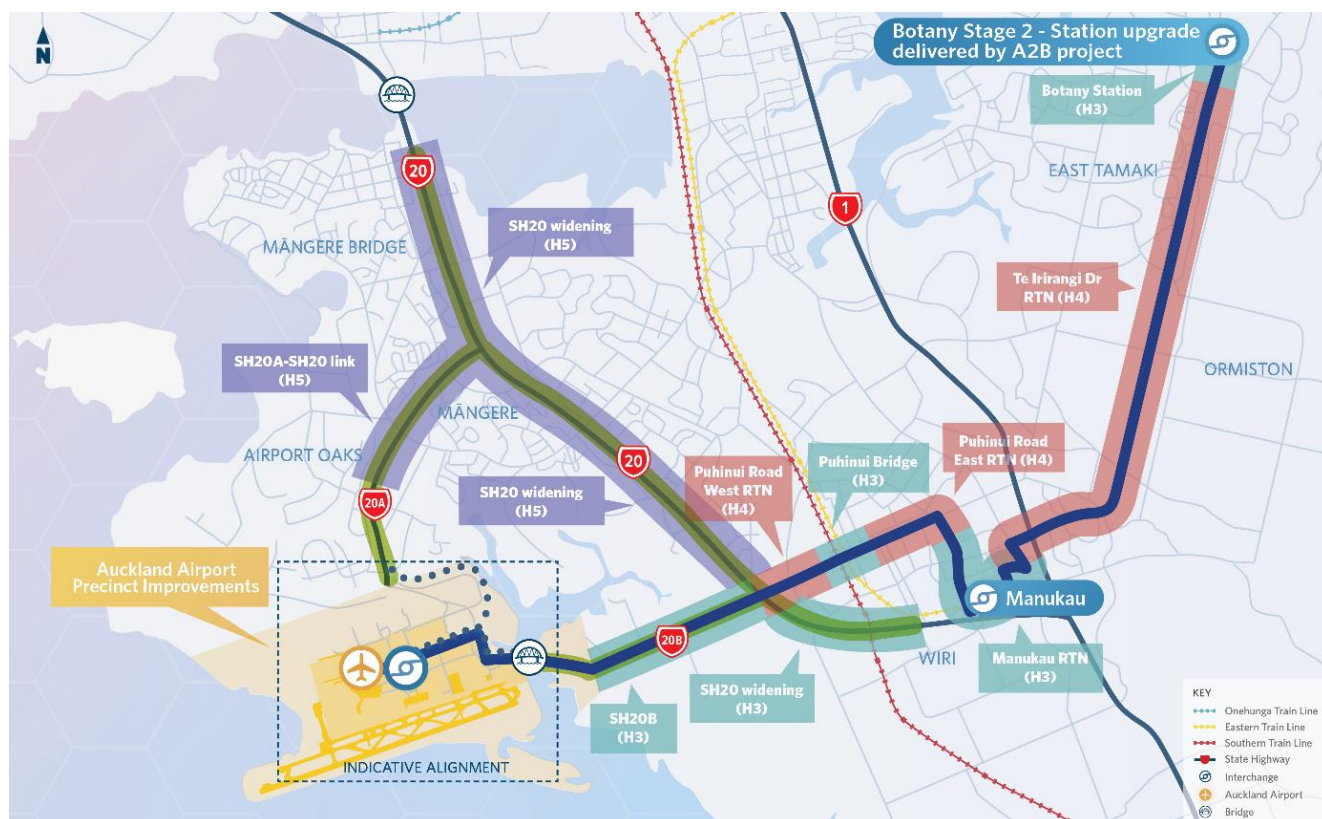 N
Botany Stage 2 - Station upgrade
delivered by A2B project
Botany Station
(H3)
EAST TAMAKI
20
1
SH20 widening
(H5)
MĀNGERE BRIDGE
Te Irirangi Dr
RTN (H4)
SH20A-SH20 link
(H5)
ORMISTON
MĀNGERE
AIRPORT OAKS
20
Puhinui Road
West RTN
(H4)
Puhinui Bridge
(H3)
Puhinui Road
East RTN (H4)
20A
SH20 widening
(H5)
Auckland Airport
Precinct Improvements
Manukau
20B
WIRI
Manukau RTN
(H3)
SH20 widening
(H3)
SH20B
(H3)
INDICATIVE ALIGNMENT
KEY
Onehunga Train Line
Eastern Train Line
Southern Train Line
State Highway
Interchange
Auckland Airport
Bridge